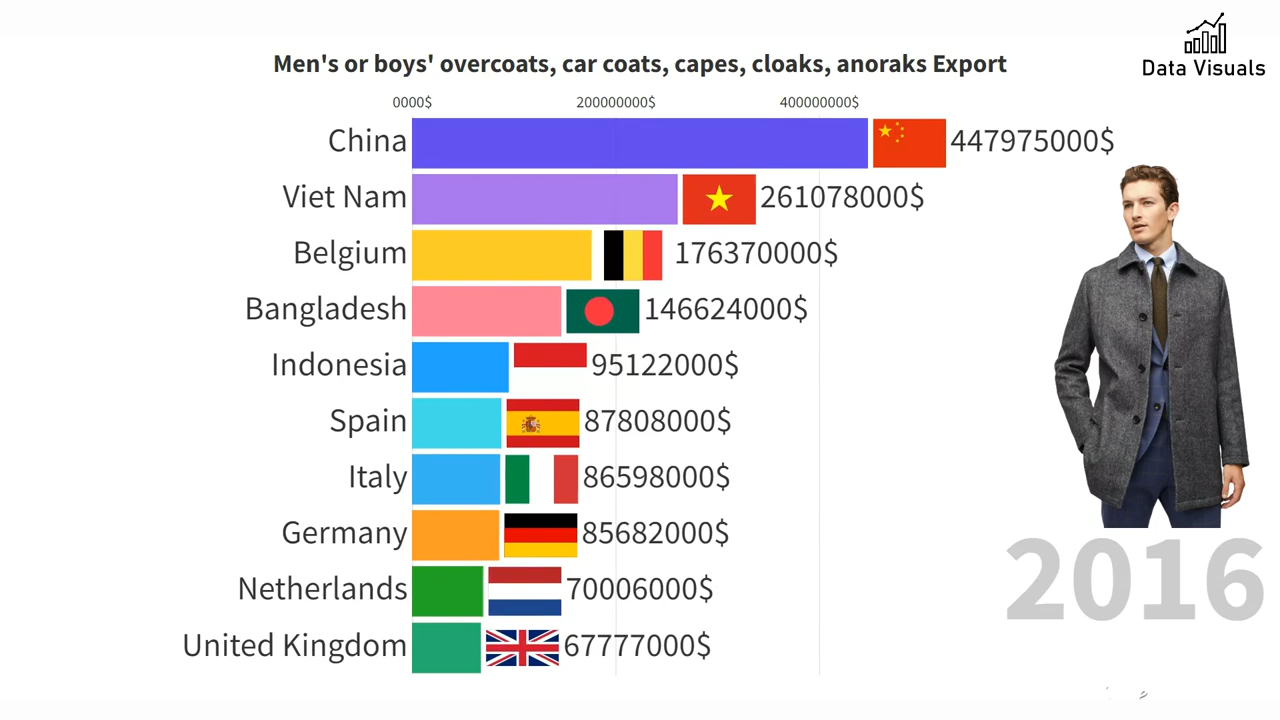 Data Visuals
Men's or boys' overcoats, car coats, capes, cloaks, anoraks Export
0000$ 200000000$ 400000000$
China 447975000$
Viet Nam 261078000$
Belgium 176370000$
Bangladesh 146624000$
Indonesia 95122000$
Spain 87808000$
Italy 86598000$
Germany 85682000$
Netherlands 70006000$
United Kingdom 67777000$
2016